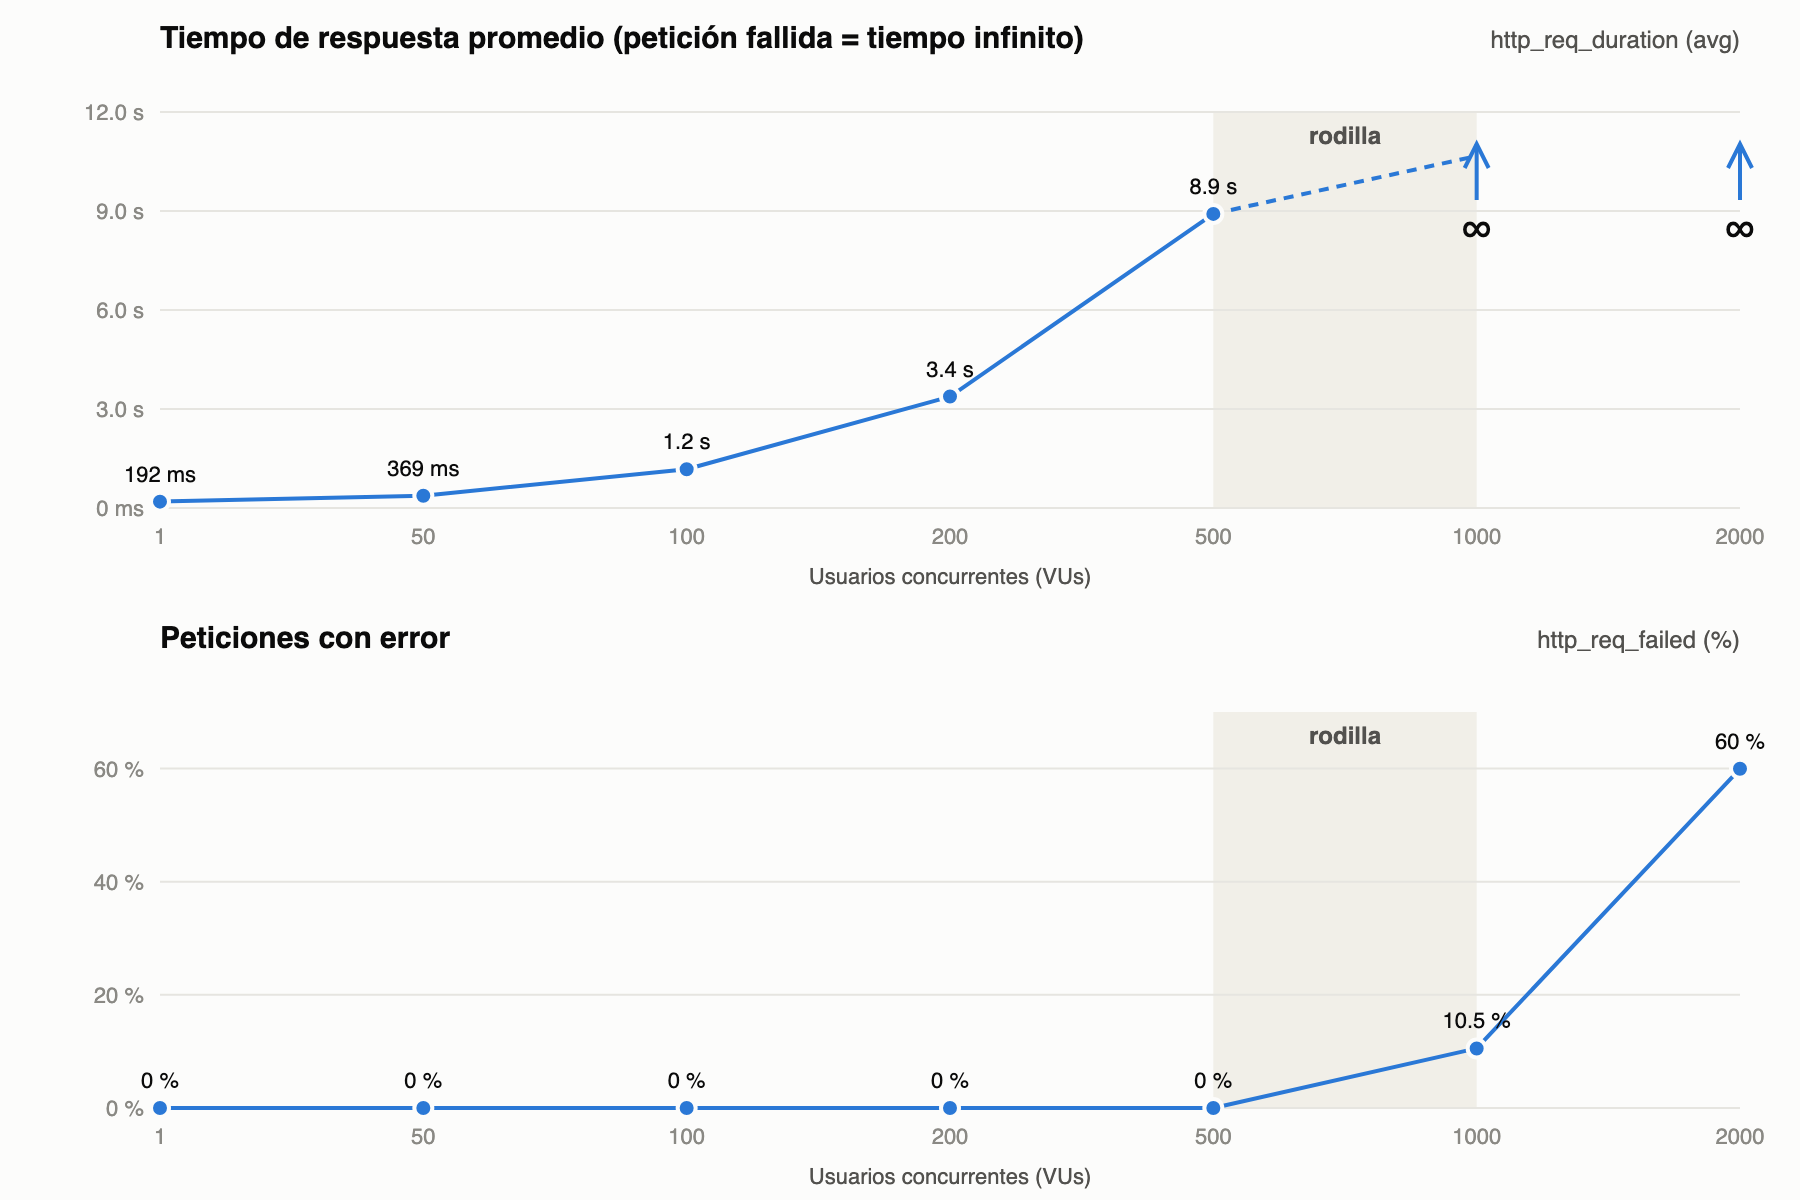 Tiempo de respuesta promedio (petición fallida = tiempo infinito)
http_req_duration (avg)
12.0 s
rodilla
8.9 s
9.0 s
∞ ∞
6.0 s
3.4 s
3.0 s
1.2 s
192 ms 369 ms
0 ms
1 50 100 200 500 1000 2000
Usuarios concurrentes (VUs)
Peticiones con error
http_req_failed (%)
rodilla
60 %
60 %
40 %
20 %
10.5 %
0 % 0 % 0 % 0 % 0 %
0 %
1 50 100 200 500 1000 2000
Usuarios concurrentes (VUs)